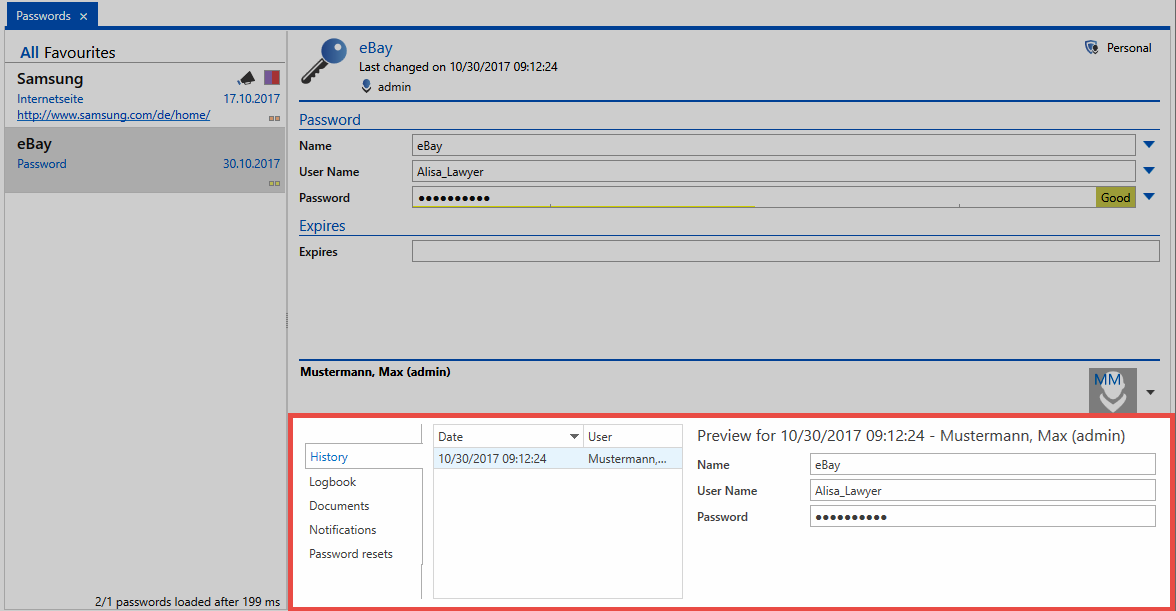 Passwords ×
All Favourites
Samsung
Internetseite 17.10.2017
http://www.samsung.com/de/home/
eBay
Password 30.10.2017
2/1 passwords loaded after 199 ms
eBay
Last changed on 10/30/2017 09:12:24
admin
Personal
Password
Name eBay
User Name Alisa_Lawyer
Password ●●●●●●●●●● Good
Expires
Expires
Mustermann, Max (admin)
MM
History
Logbook
Documents
Notifications
Password resets
Date User
10/30/2017 09:12:24 Mustermann,...
Preview for 10/30/2017 09:12:24 - Mustermann, Max (admin)
Name eBay
User Name Alisa_Lawyer
Password ●●●●●●●●●●